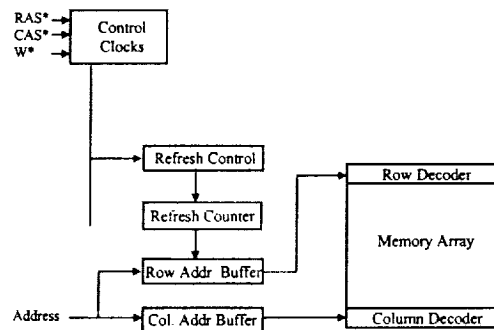 RAS*
CAS*
W*
Control
Clocks
Refresh Control
Row Decoder
Refresh Counter
Memory Array
Row Addr Buffer
Address
Col. Addr Buffer
Column Decoder